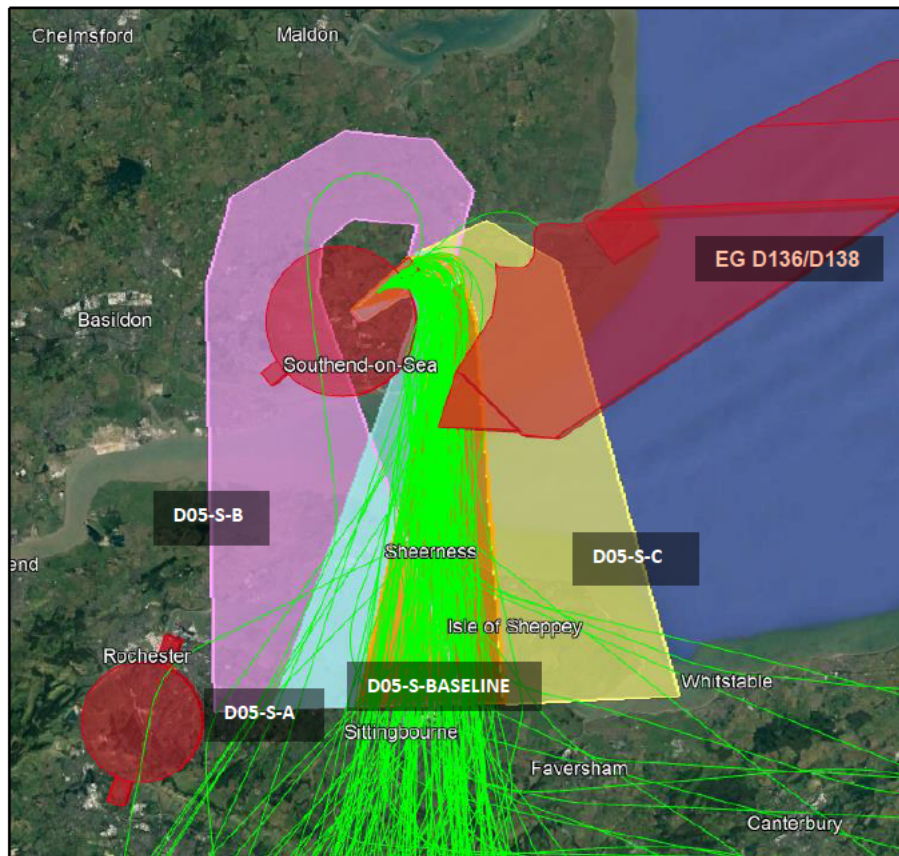 Chelmsford
Maldon
EG D136/D138
Basildon
Southend-on-Sea
D05-S-B
Sheerness
D05-S-C
end
Isle of Sheppey
Rochester
D05-S-BASELINE
Whitstable
D05-S-A
Sittingbourne
Faversham
Canterbury